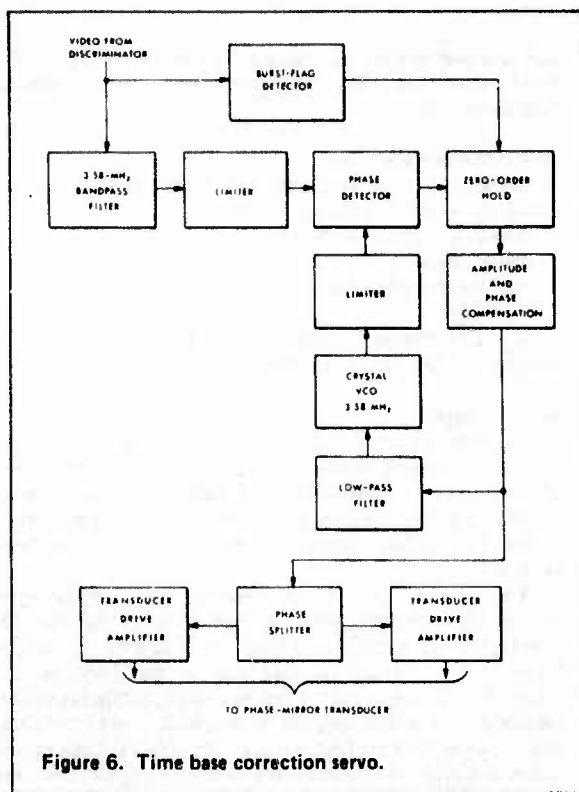 VIDEO FROM
DISCRIMINATOR
BURST-FLAG
DETECTOR
3.58-MHz
BANDPASS
FILTER
LIMITER
PHASE
DETECTOR
ZERO-ORDER
HOLD
LIMITER
AMPLITUDE
AND
PHASE
COMPENSATION
CRYSTAL
VCO
3.58 MHz
LOW-PASS
FILTER
TRANSDUCER
DRIVE
AMPLIFIER
PHASE
SPLITTER
TRANSDUCER
DRIVE
AMPLIFIER
TO PHASE-MIRROR TRANSDUCER
Figure 6. Time base correction servo.